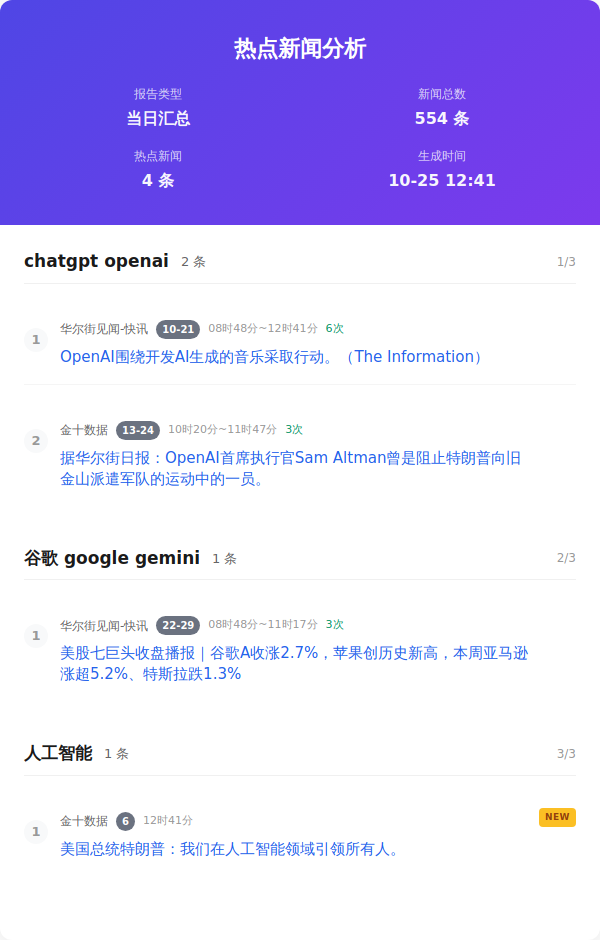 热点新闻分析
报告类型
新闻总数
当日汇总
554 条
热点新闻
生成时间
4 条
10-25 12:41
chatgpt openai 2 条 1/3
1
华尔街见闻-快讯 10-21 08时48分~12时41分 6次
OpenAI围绕开发AI生成的音乐采取行动。（The Information）
2
金十数据 13-24 10时20分~11时47分 3次
据华尔街日报：OpenAI首席执行官Sam Altman曾是阻止特朗普向旧
金山派遣军队的运动中的一员。
谷歌 google gemini 1 条 2/3
1
华尔街见闻-快讯 22-29 08时48分~11时17分 3次
美股七巨头收盘播报｜谷歌A收涨2.7%，苹果创历史新高，本周亚马逊
涨超5.2%、特斯拉跌1.3%
人工智能 1 条 3/3
1
金十数据 6 12时41分 NEW
美国总统特朗普：我们在人工智能领域引领所有人。